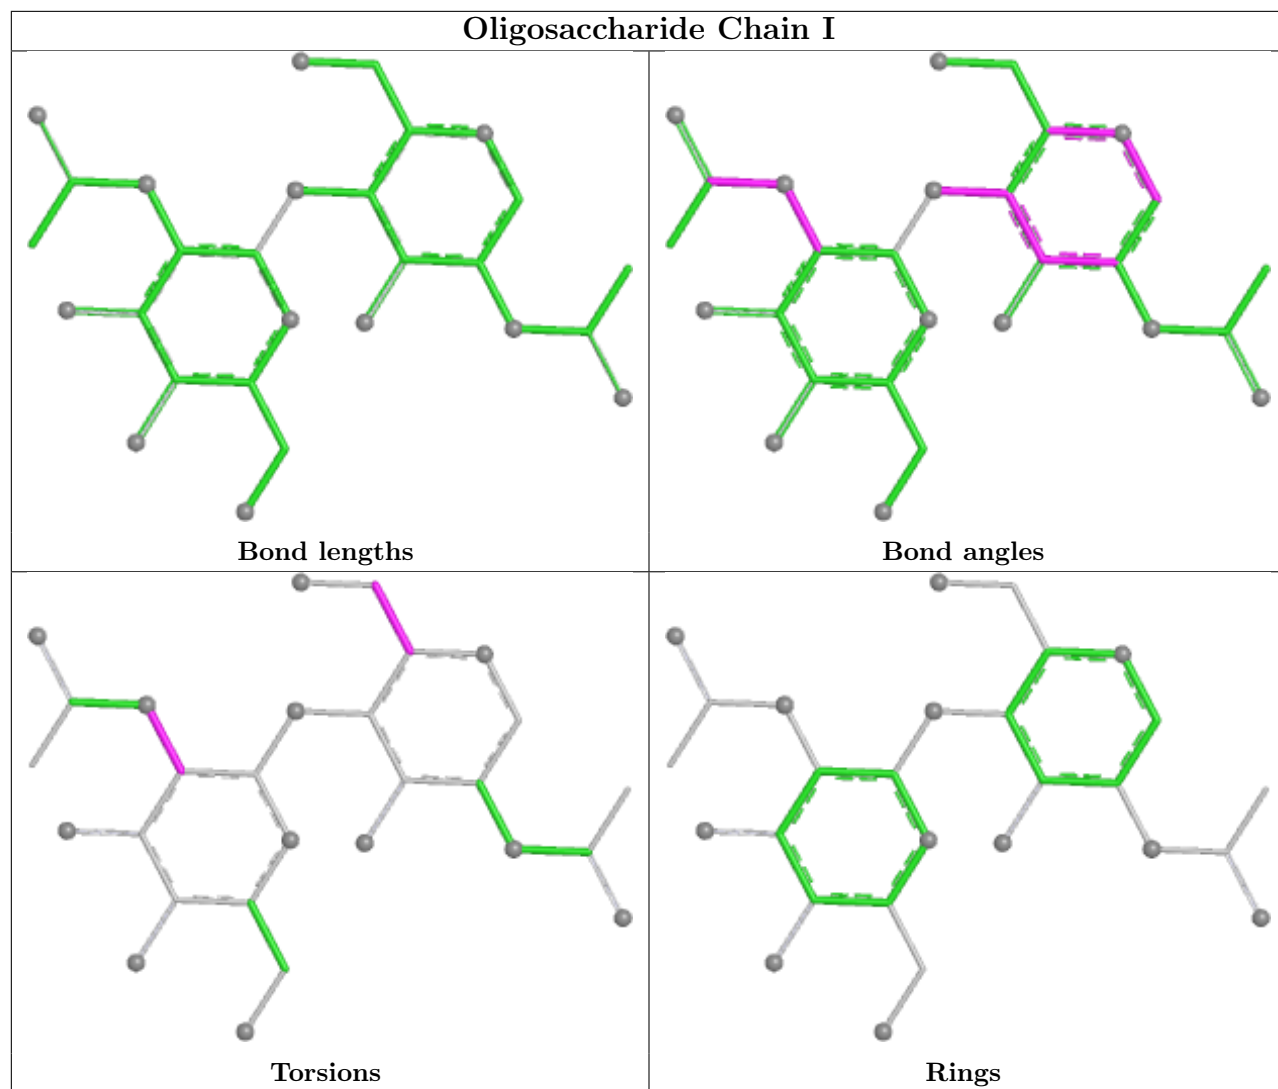 Oligosaccharide Chain I
Bond lengths
Bond angles
Torsions
Rings